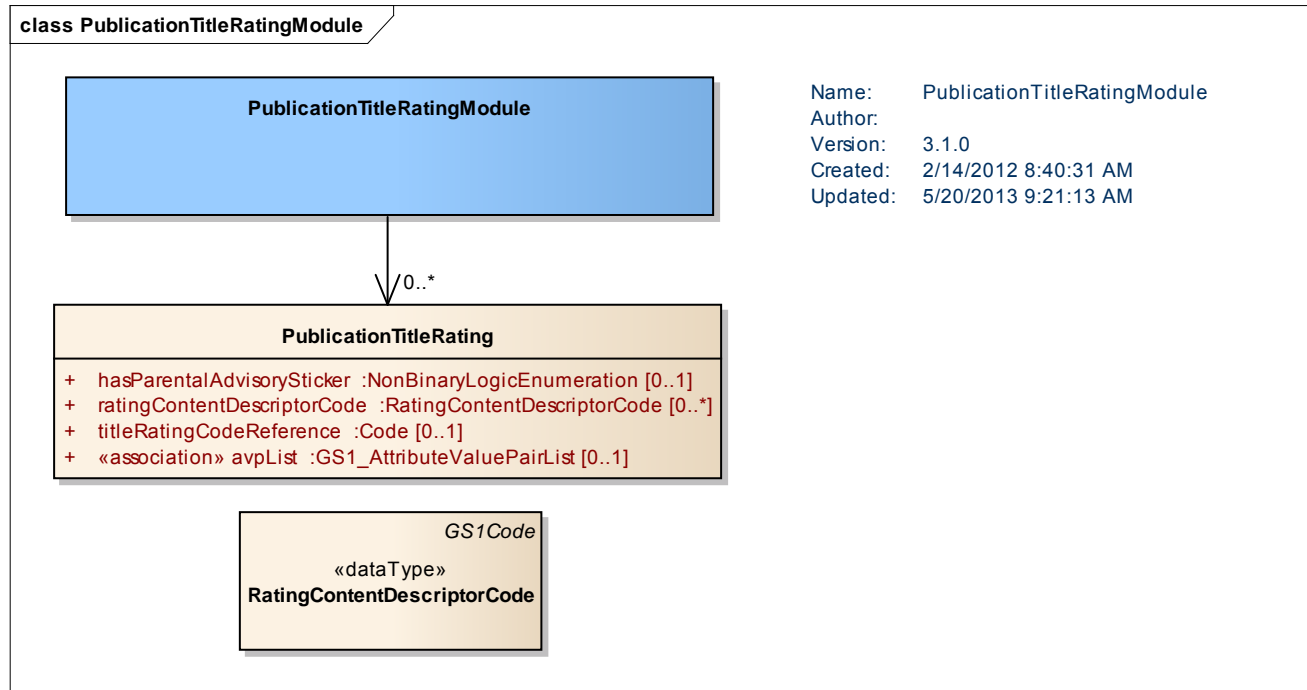 class PublicationTitleRatingModule
PublicationTitleRatingModule
Name: PublicationTitleRatingModule
Author:
Version: 3.1.0
Created: 2/14/2012 8:40:31 AM
Updated: 5/20/2013 9:21:13 AM
0..*
PublicationTitleRating
+ hasParentalAdvisorySticker :NonBinaryLogicEnumeration [0..1]
+ ratingContentDescriptorCode :RatingContentDescriptorCode [0..*]
+ titleRatingCodeReference :Code [0..1]
+ «association» avpList :GS1_AttributeValuePairList [0..1]
GS1Code
«dataType»
RatingContentDescriptorCode